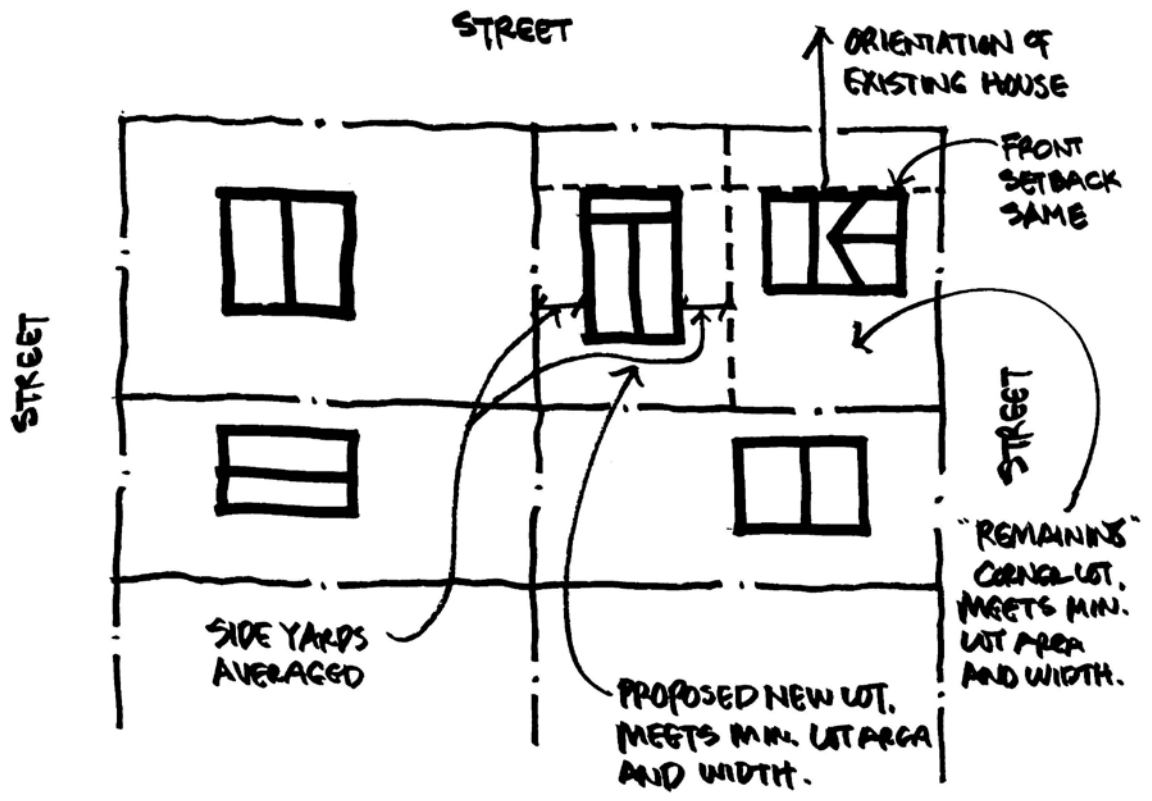 STREET
ORIENTATION OF
EXISTING HOUSE
FRONT
SETBACK
SAME
STREET
STREET
"REMAINING"
CORNER LOT.
MEETS MIN.
LOT AREA
AND WIDTH.
SIDE YARDS
AVERAGED
PROPOSED NEW LOT.
MEETS MIN. LOT AREA
AND WIDTH.